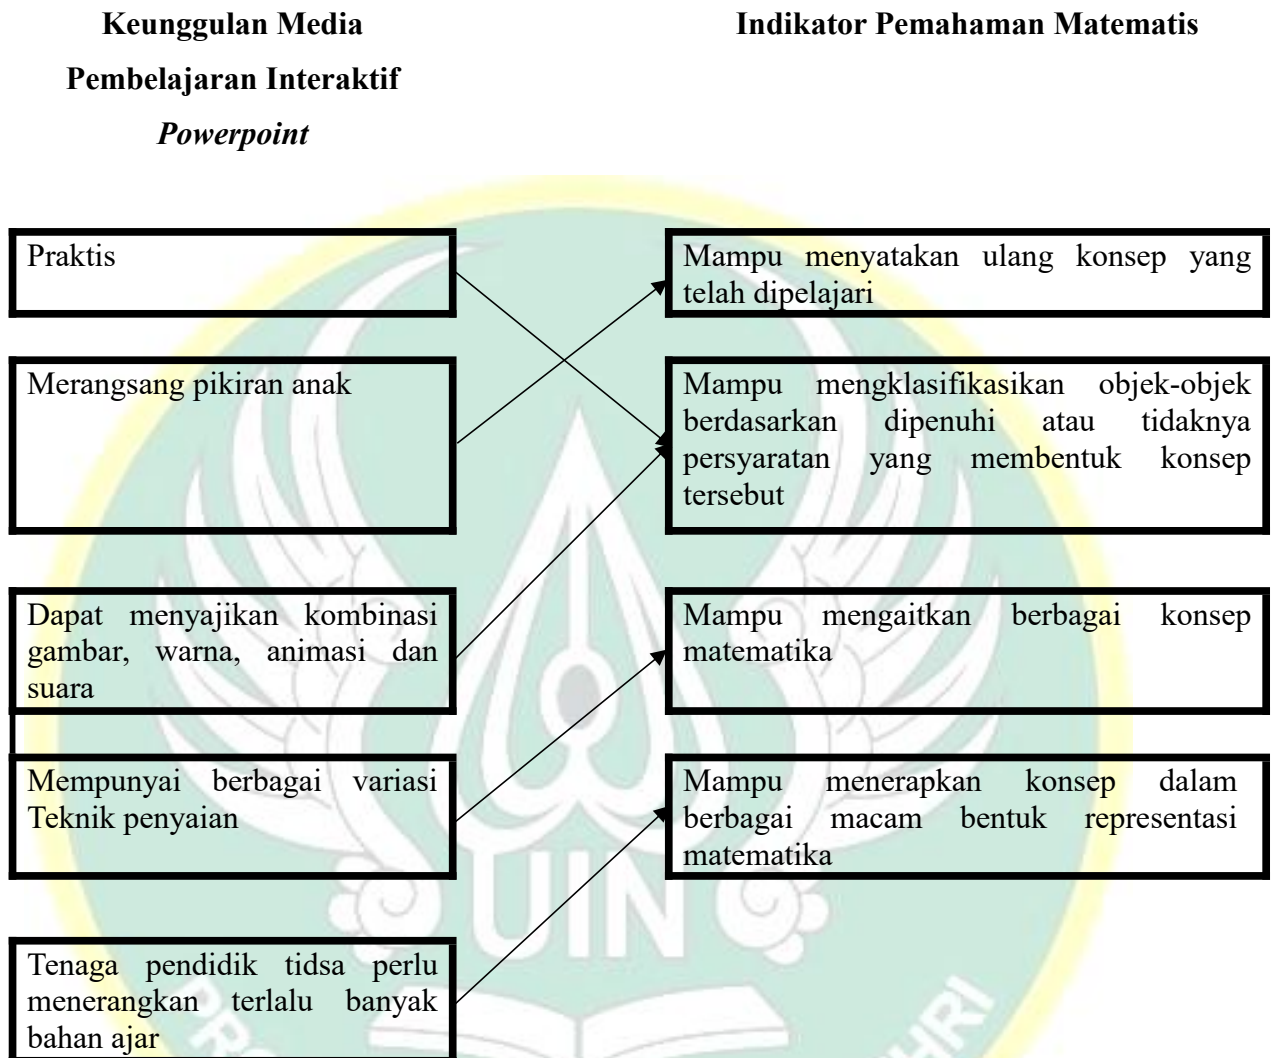 Keunggulan Media
Pembelajaran Interaktif
Powerpoint
Indikator Pemahaman Matematis
Praktis
Mampu menyatakan ulang konsep yang
telah dipelajari
Merangsang pikiran anak
Mampu mengklasifikasikan objek-objek
berdasarkan dipenuhi atau tidaknya
persyaratan yang membentuk konsep
tersebut
Dapat menyajikan kombinasi
gambar, warna, animasi dan
suara
Mampu mengaitkan berbagai konsep
matematika
Mempunyai berbagai variasi
Teknik penyaian
Mampu menerapkan konsep dalam
berbagai macam bentuk representasi
matematika
Tenaga pendidik tidsa perlu
menerangkan terlalu banyak
bahan ajar
UIN